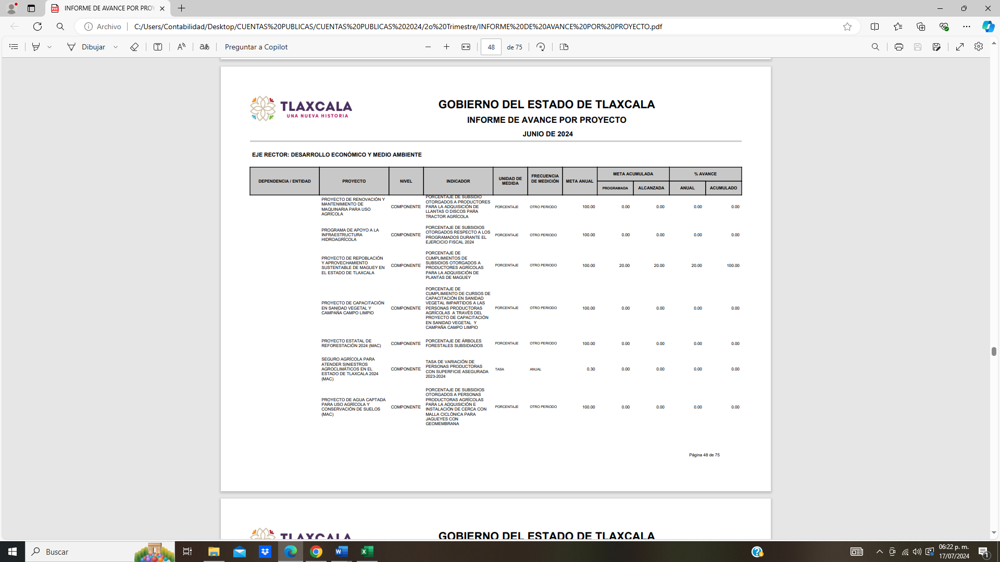 INFORME DE AVANCE POR PROY
Archivo
C:/Users/Contabilidad/Desktop/CUENTAS%20PUBLICAS/CUENTAS%20PUBLICAS%202024/2o%20Trimestre/INFORME%20DE%20AVANCE%20POR%20PROYECTO.pdf
Dibujar
aあ
Preguntar a Copilot
48 de 75
TLAXCALA
UNA NUEVA HISTORIA
GOBIERNO DEL ESTADO DE TLAXCALA
INFORME DE AVANCE POR PROYECTO
JUNIO DE 2024
EJE RECTOR: DESARROLLO ECONÓMICO Y MEDIO AMBIENTE
DEPENDENCIA / ENTIDAD
PROYECTO
NIVEL
INDICADOR
UNIDAD DE
MEDIDA
FRECUENCIA
DE MEDICIÓN
META ANUAL
META ACUMULADA
PROGRAMADA
ALCANZADA
% AVANCE
ANUAL
ACUMULADO
PROYECTO DE RENOVACIÓN Y
MANTENIMIENTO DE
MAQUINARIA PARA USO
AGRÍCOLA
COMPONENTE
PORCENTAJE DE SUBSIDIO
OTORGADOS A PRODUCTORES
PARA LA ADQUISICIÓN DE
LLANTAS O DISCOS PARA
TRACTOR AGRÍCOLA
PORCENTAJE
OTRO PERIODO
100.00 0.00 0.00 0.00 0.00
PROGRAMA DE APOYO A LA
INFRAESTRUCTURA
HIDROAGRÍCOLA
COMPONENTE
PORCENTAJE DE SUBSIDIOS
OTORGADOS RESPECTO A LOS
PROGRAMADOS DURANTE EL
EJERCICIO FISCAL 2024
PORCENTAJE
OTRO PERIODO
100.00 0.00 0.00 0.00 0.00
PROYECTO DE REPOBLACIÓN
Y APROVECHAMIENTO
SUSTENTABLE DE MAGUEY EN
EL ESTADO DE TLAXCALA
COMPONENTE
PORCENTAJE DE
CUMPLIMIENTOS DE
SUBSIDIOS OTORGADOS A
PRODUCTORES AGRÍCOLAS
PARA LA ADQUISICIÓN DE
PLANTAS DE MAGUEY
PORCENTAJE
OTRO PERIODO
100.00 20.00 20.00 20.00 100.00
PROYECTO DE CAPACITACIÓN
EN SANIDAD VEGETAL Y
CAMPAÑA CAMPO LIMPIO
COMPONENTE
PORCENTAJE DE
CUMPLIMIENTO DE CURSOS DE
CAPACITACIÓN EN SANIDAD
VEGETAL IMPARTIDOS A LAS
PERSONAS PRODUCTORAS
AGRÍCOLAS A TRAVÉS DEL
PROYECTO DE CAPACITACIÓN
EN SANIDAD VEGETAL Y
CAMPAÑA CAMPO LIMPIO
PORCENTAJE
OTRO PERIODO
100.00 0.00 0.00 0.00 0.00
PROYECTO ESTATAL DE
REFORESTACIÓN 2024 (MAC)
COMPONENTE
PORCENTAJE DE ÁRBOLES
FORESTALES SUBSIDIADOS
PORCENTAJE
OTRO PERIODO
100.00 0.00 0.00 0.00 0.00
SEGURO AGRÍCOLA PARA
ATENDER SINIESTROS
AGROCLIMÁTICOS EN EL
ESTADO DE TLAXCALA 2024
(MAC)
COMPONENTE
TASA DE VARIACIÓN DE
PERSONAS PRODUCTORAS
CON SUPERFICIE ASEGURADA
2023-2024
TASA
ANUAL
0.30 0.00 0.00 0.00 0.00
PROYECTO DE AGUA CAPTADA
PARA USO AGRÍCOLA Y
CONSERVACIÓN DE SUELOS
(MAC)
COMPONENTE
PORCENTAJE DE SUBSIDIOS
OTORGADOS A PERSONAS
PRODUCTORAS AGRÍCOLAS
PARA LA ADQUISICIÓN E
INSTALACIÓN DE CERCA CON
MALLA CICLÓNICA PARA
JAGUEYES CON
GEOMEMBRANA
PORCENTAJE
OTRO PERIODO
100.00 0.00 0.00 0.00 0.00
Página 48 de 75
TLAXCALA
GOBIERNO DEL ESTADO DE TLAXCALA
Buscar
06:22 p. m.
17/07/2024
1